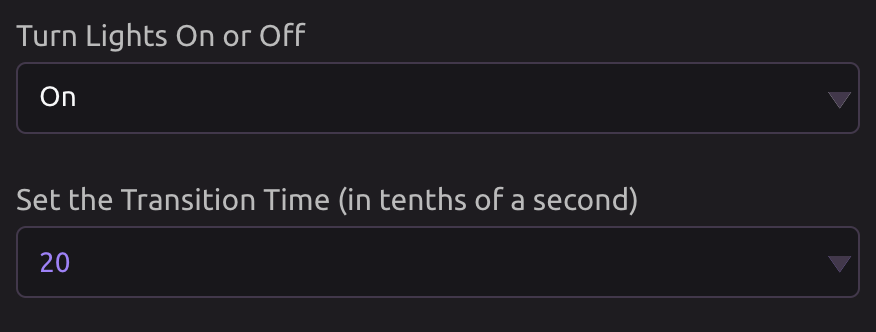 Turn Lights On or Off
On
Set the Transition Time (in tenths of a second)
20